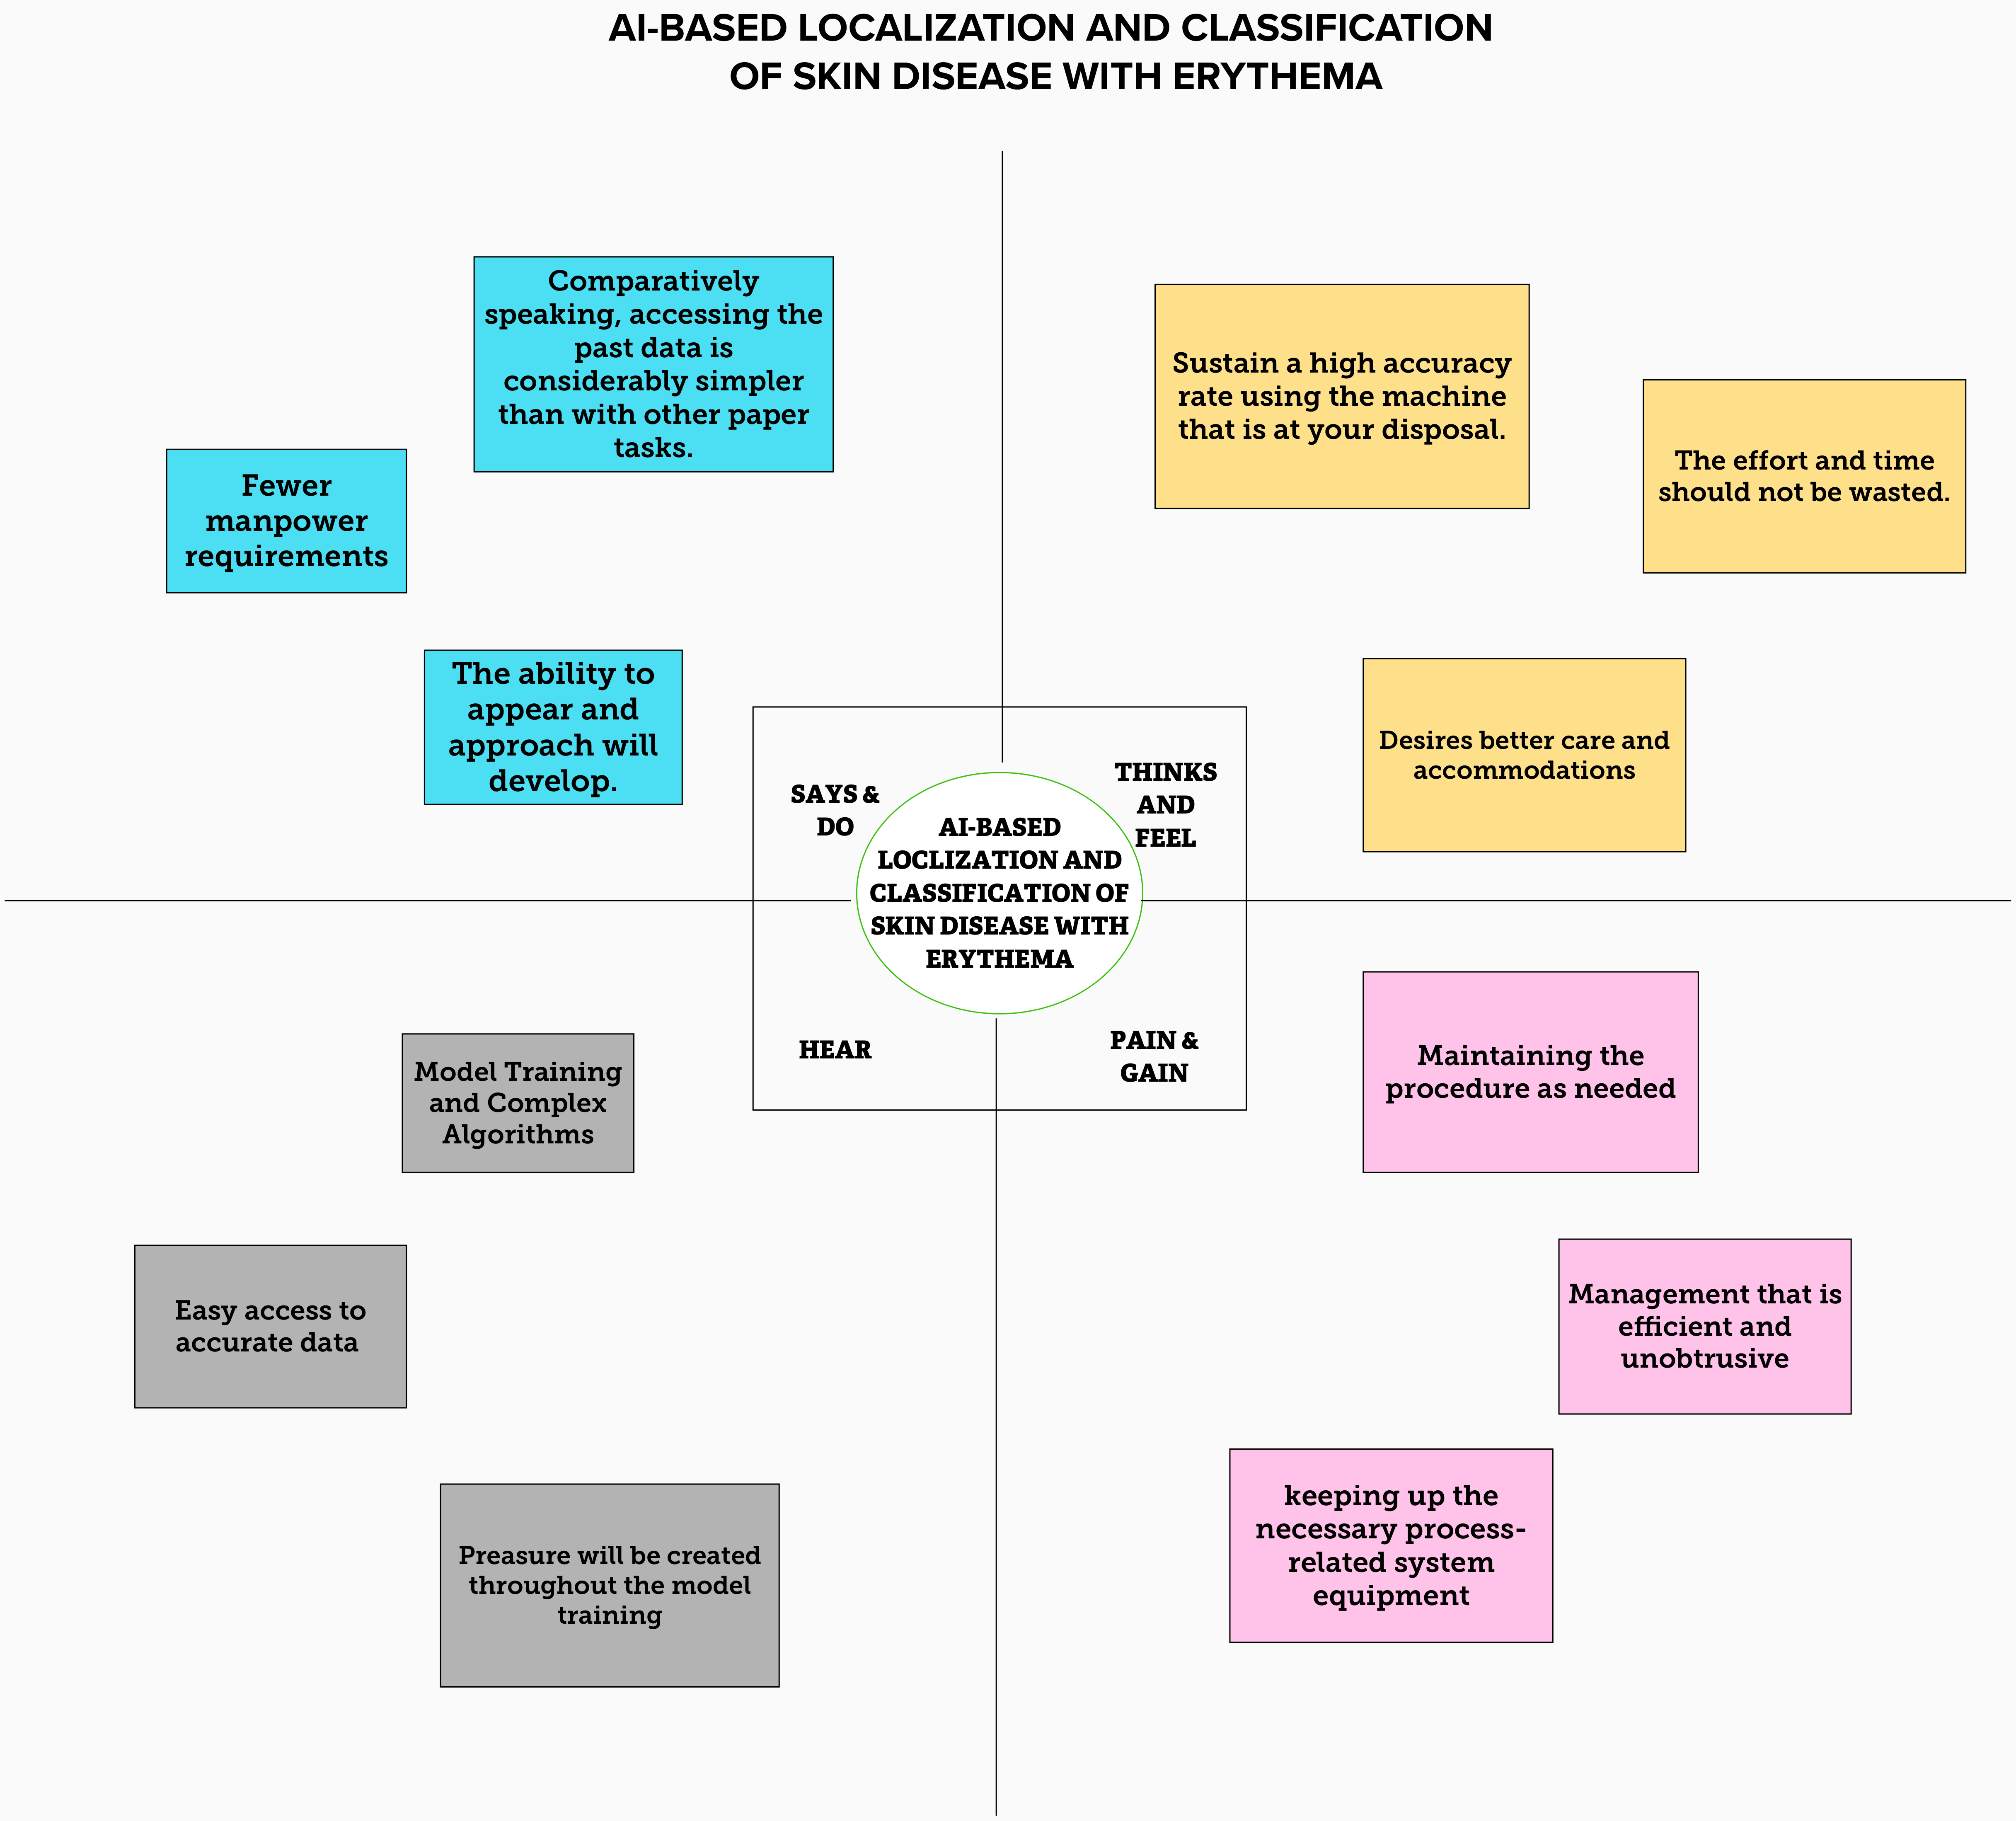 AI-BASED LOCALIZATION AND CLASSIFICATION
OF SKIN DISEASE WITH ERYTHEMA
Comparatively
speaking, accessing the
past data is
considerably simpler
than with other paper
tasks.
Fewer
manpower
requirements
The ability to
appear and
approach will
develop.
Sustain a high accuracy
rate using the machine
that is at your disposal.
The effort and time
should not be wasted.
Desires better care and
accommodations
SAYS &
DO
THINKS
AND
FEEL
AI-BASED
LOCLIZATION AND
CLASSIFICATION OF
SKIN DISEASE WITH
ERYTHEMA
HEAR
PAIN &
GAIN
Model Training
and Complex
Algorithms
Easy access to
accurate data
Preasure will be created
throughout the model
training
Maintaining the
procedure as needed
Management that is
efficient and
unobtrusive
keeping up the
necessary process-
related system
equipment